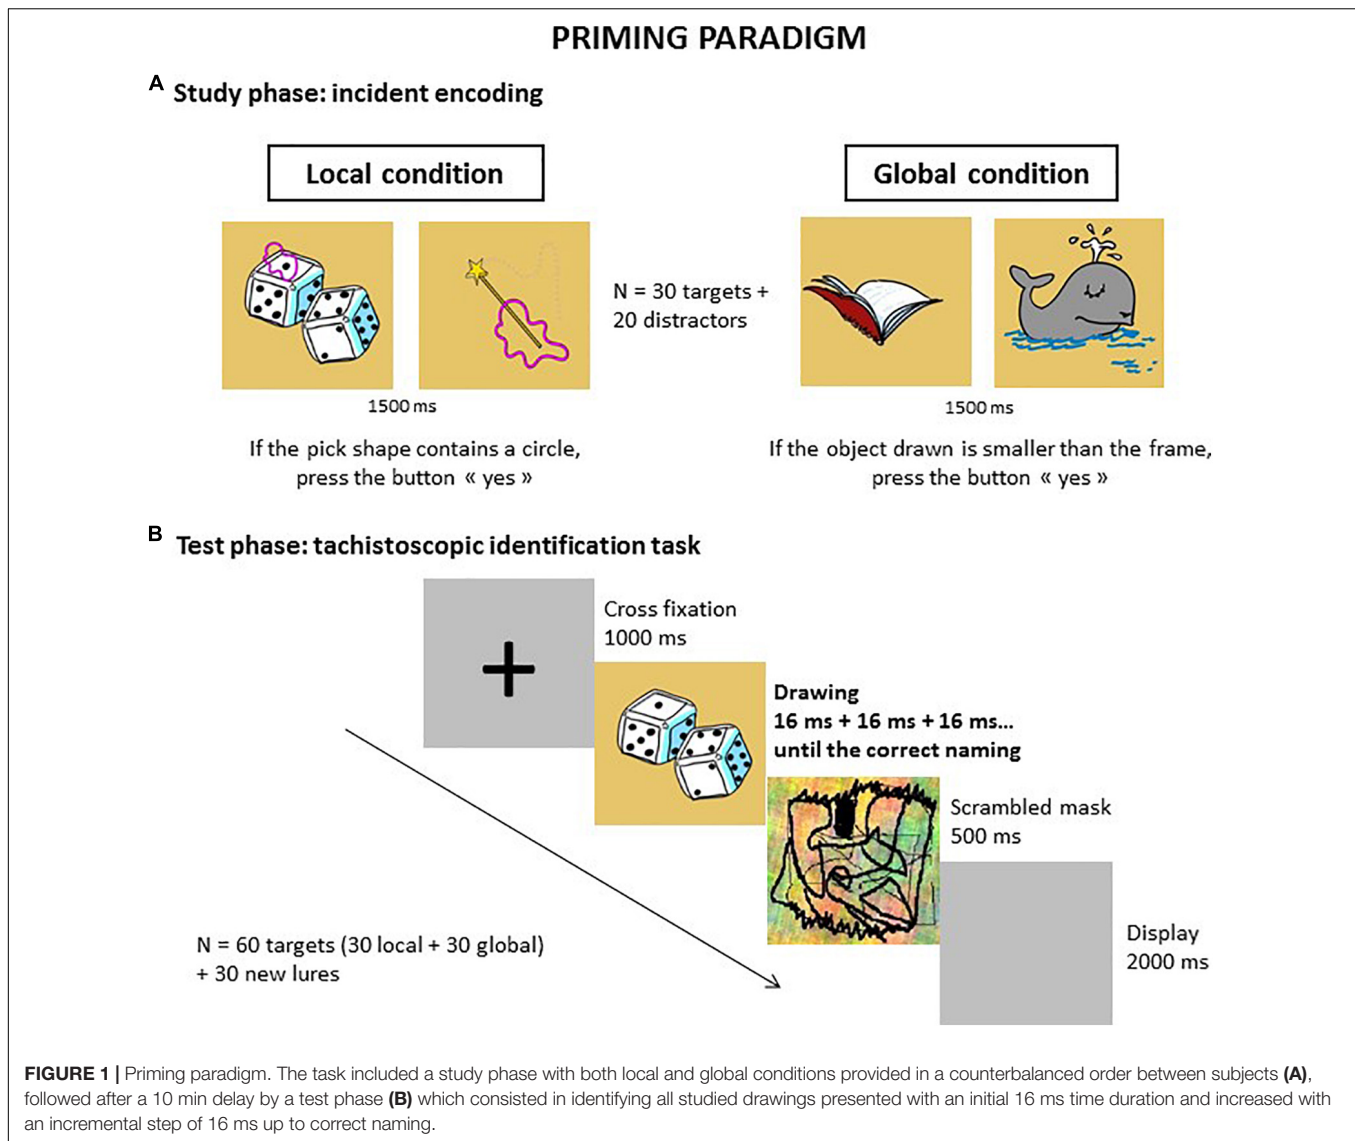 PRIMING PARADIGM
A Study phase: incident encoding
Local condition
Global condition
N = 30 targets +
20 distractors
1500 ms
1500 ms
If the pick shape contains a circle,
press the button « yes »
If the object drawn is smaller than the frame,
press the button « yes »
B Test phase: tachistoscopic identification task
Cross fixation
1000 ms
Drawing
16 ms + 16 ms + 16 ms...
until the correct naming
Scrambled mask
500 ms
Display
2000 ms
N = 60 targets (30 local + 30 global)
+ 30 new lures
FIGURE 1 | Priming paradigm. The task included a study phase with both local and global conditions provided in a counterbalanced order between subjects (A),
followed after a 10 min delay by a test phase (B) which consisted in identifying all studied drawings presented with an initial 16 ms time duration and increased with
an incremental step of 16 ms up to correct naming.